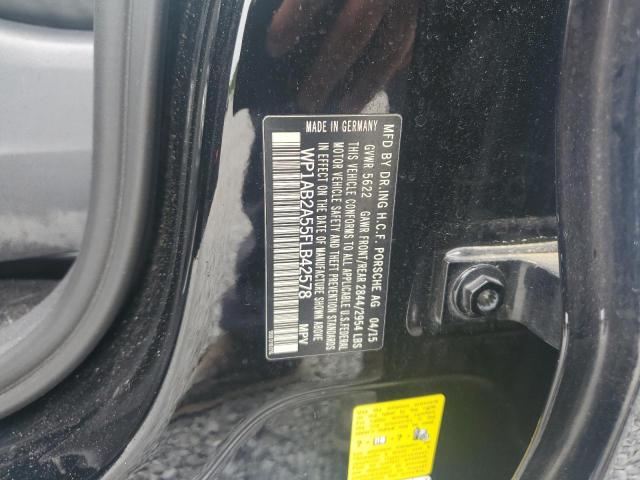 MFD BY DR.ING H.C.F. PORSCHE AG 04/15
GVWR 5622 GAWR FRONT/REAR 2844/2954 LBS
THIS VEHICLE CONFORMS TO ALL APPLICABLE U.S.FEDERAL
MOTOR VEHICLE SAFETY AND THEFT PREVENTION STANDARDS
IN EFFECT ON THE DATE OF MANUFACTURE SHOWN ABOVE
WP1AB2A55FLB42578 MPV
MADE IN GERMANY